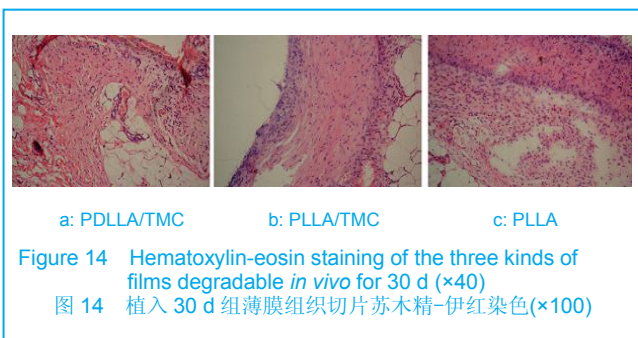 a: PDLLA/TMC b: PLLA/TMC c: PLLA
Figure 14 Hematoxylin-eosin staining of the three kinds of
films degradable in vivo for 30 d (×40)
图 14 植入 30 d 组薄膜组织切片苏木精-伊红染色(×100)